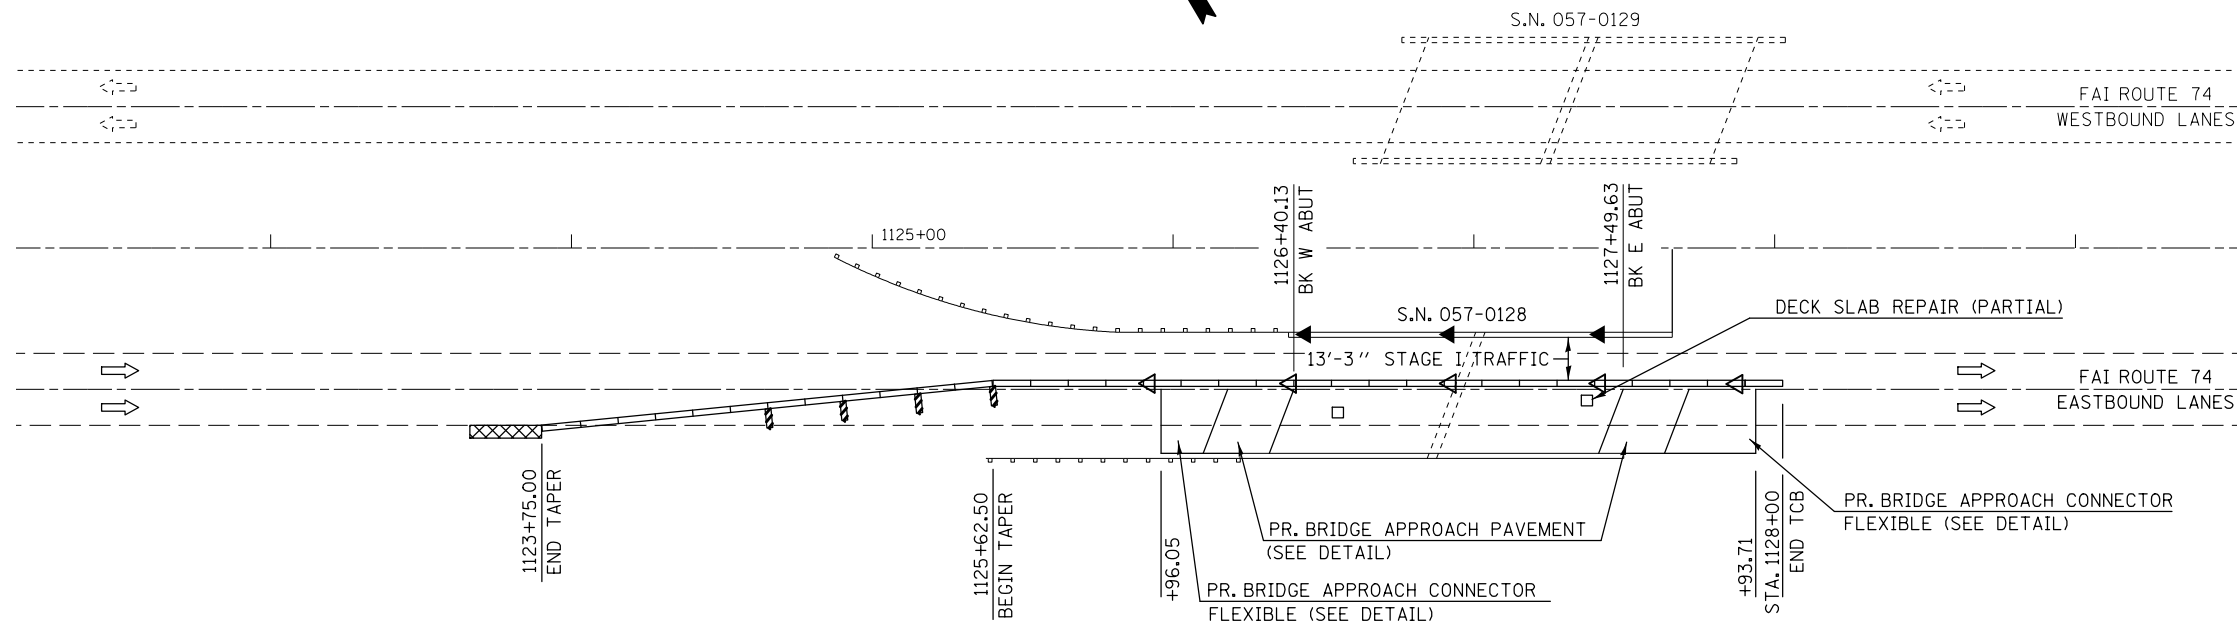 S.N. 057-0129
FAI ROUTE 74
WESTBOUND LANES
1125+00
1126+40.13
BK W ABUT
1127+49.63
BK E ABUT
S.N. 057-0128
DECK SLAB REPAIR (PARTIAL)
13'-3" STAGE I TRAFFIC
FAI ROUTE 74
EASTBOUND LANES
1123+75.00
END TAPER
1125+62.50
BEGIN TAPER
+96.05
PR. BRIDGE APPROACH PAVEMENT
(SEE DETAIL)
PR. BRIDGE APPROACH CONNECTOR
FLEXIBLE (SEE DETAIL)
+93.71
STA. 1128+00
END TCB
PR. BRIDGE APPROACH CONNECTOR
FLEXIBLE (SEE DETAIL)